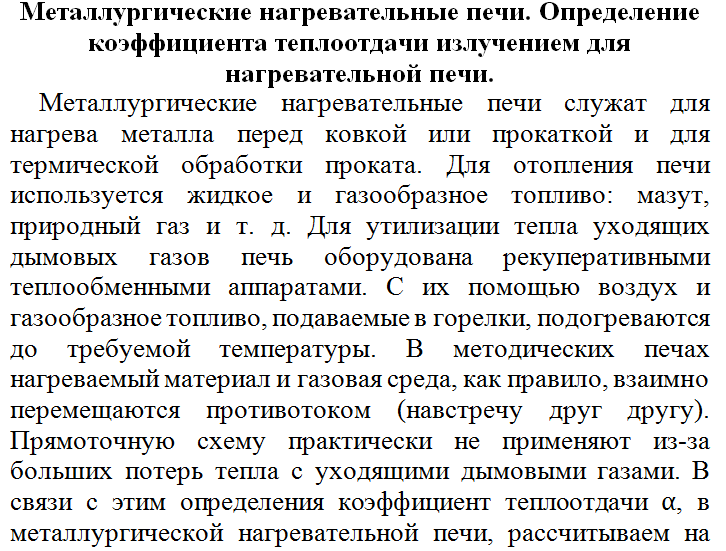 Металлургические нагревательные печи. Определение
коэффициента теплоотдачи излучением для
нагревательной печи.
Металлургические нагревательные печи служат для
нагрева металла перед ковкой или прокаткой и для
термической обработки проката. Для отопления печи
используется жидкое и газообразное топливо: мазут,
природный газ и т. д. Для утилизации тепла уходящих
дымовых газов печь оборудована рекуперативными
теплообменными аппаратами. С их помощью воздух и
газообразное топливо, подаваемые в горелки, подогреваются
до требуемой температуры. В методических печах
нагреваемый материал и газовая среда, как правило, взаимно
перемещаются противотоком (навстречу друг другу).
Прямоточную схему практически не применяют из-за
больших потерь тепла с уходящими дымовыми газами. В
связи с этим определения коэффициент теплоотдачи α, в
металлургической нагревательной печи, рассчитываем на